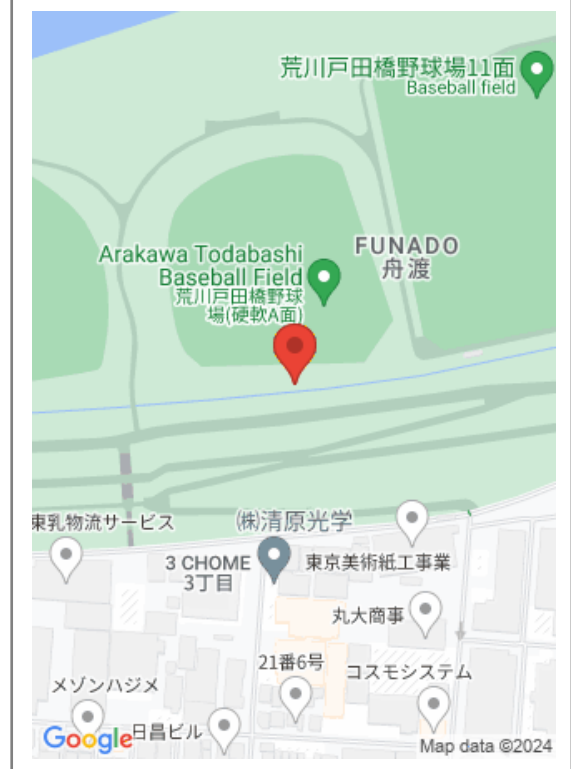 荒川戸田橋野球場11面
Baseball field
Arakawa Todabashi
Baseball Field
荒川戸田橋野球
場(硬軟A面)
FUNADO
舟渡
東乳物流サービス
(株)清原光学
3 CHOME
3丁目
東京美術紙工事業
丸大商事
21番6号
コスモシステム
メゾンハジメ
日昌ビル
Google
Map data ©2024